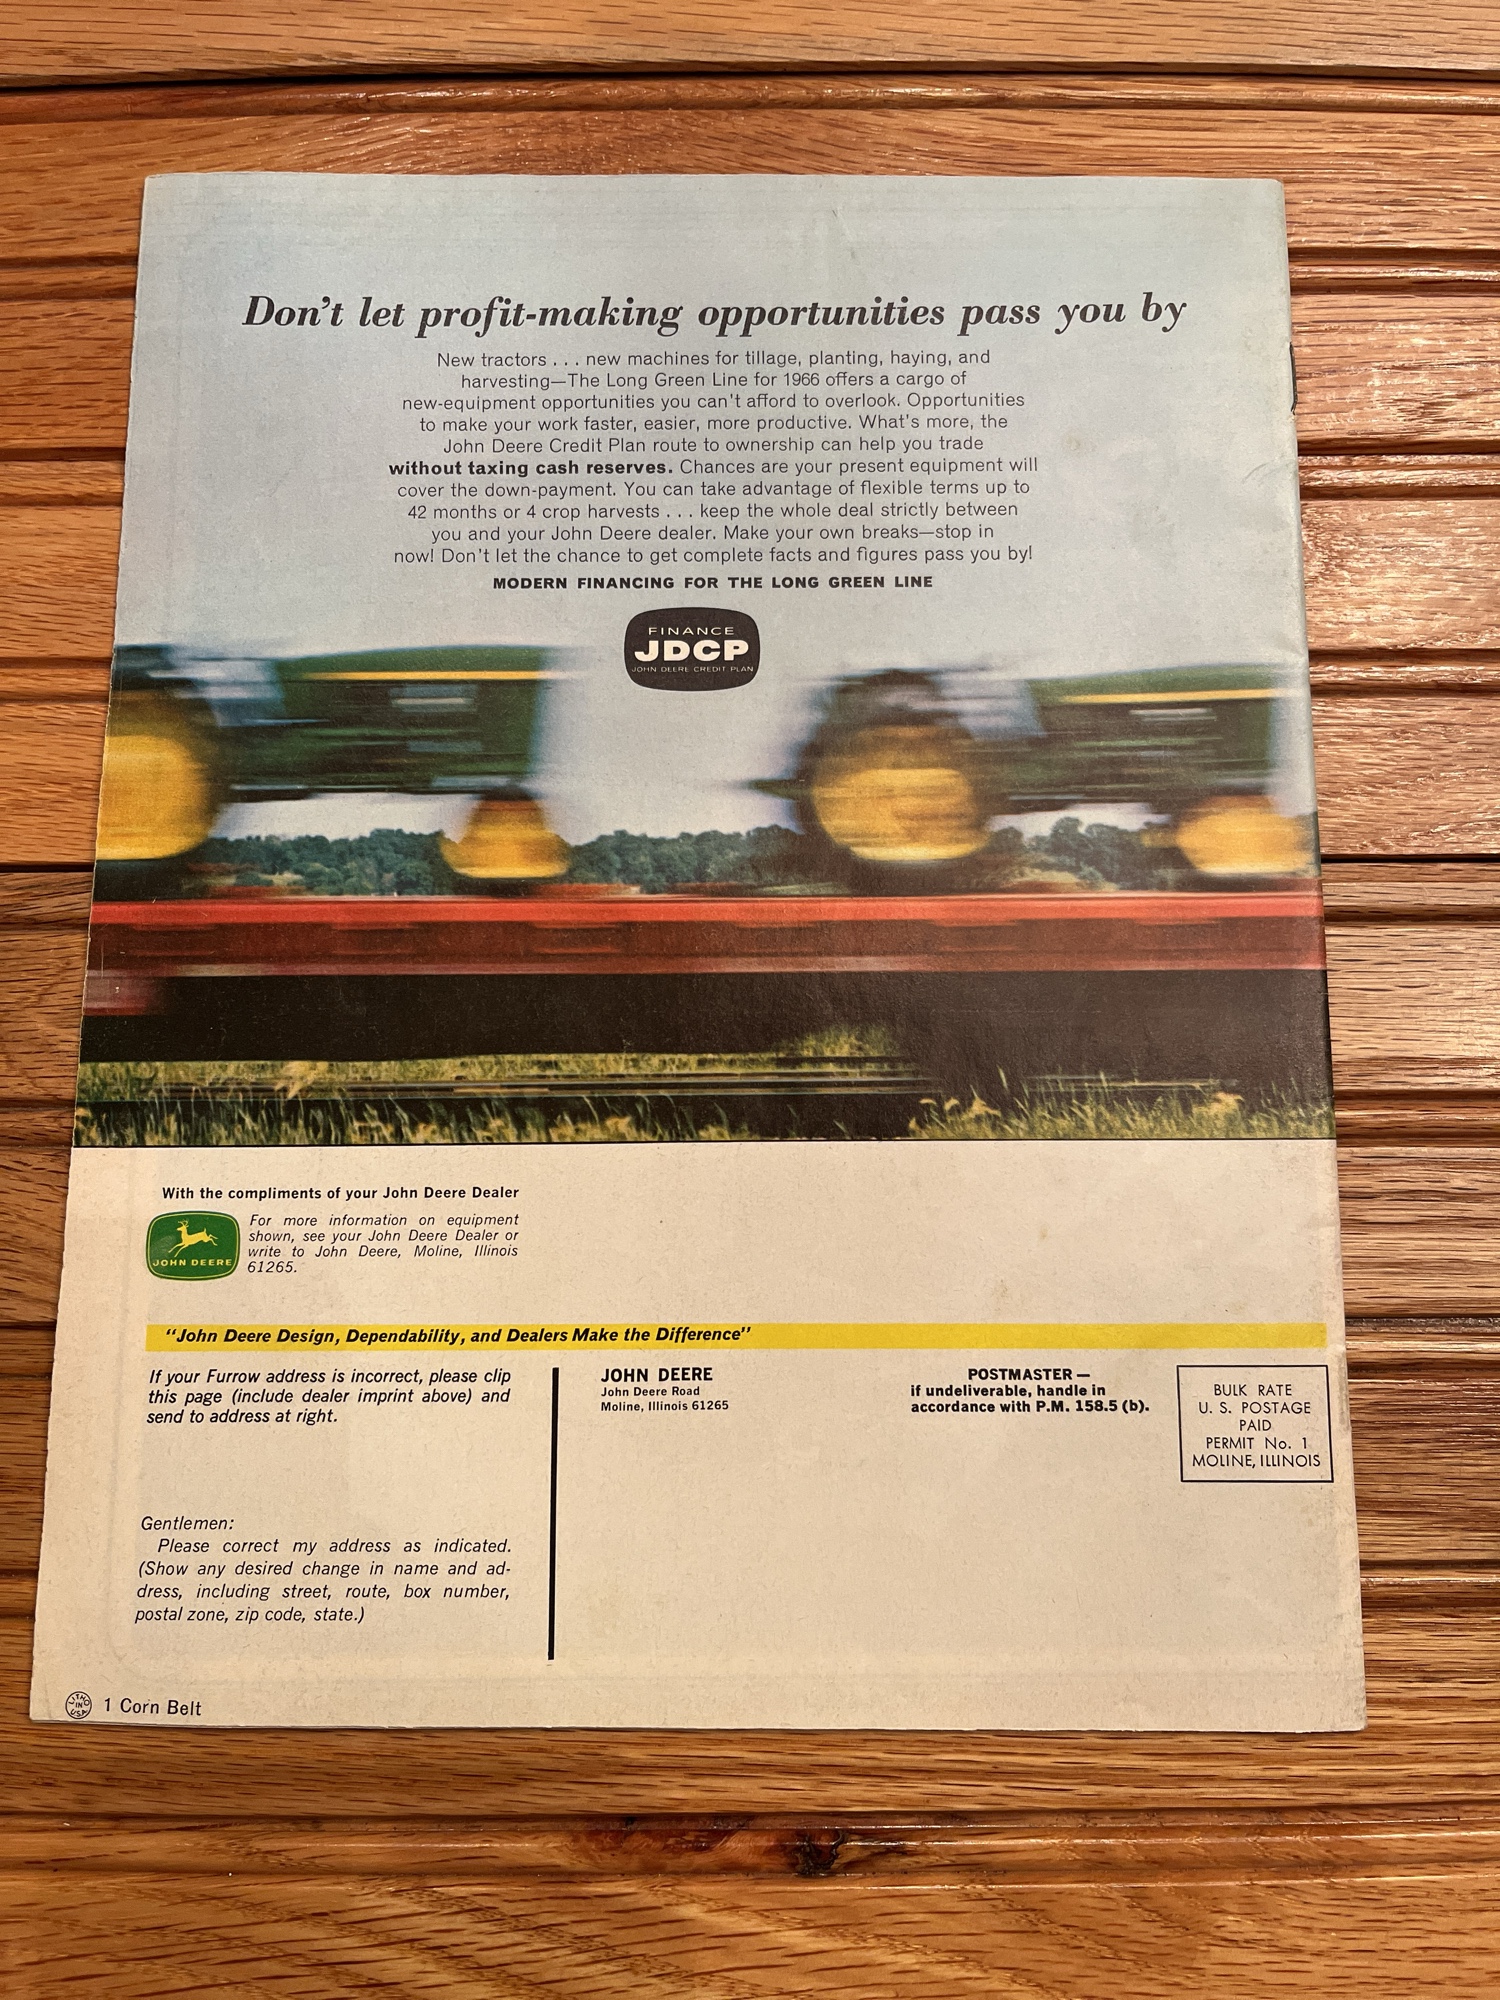 Don't let profit-making opportunities pass you by
New tractors . . . new machines for tillage, planting, haying, and
harvesting—The Long Green Line for 1966 offers a cargo of
new-equipment opportunities you can't afford to overlook. Opportunities
to make your work faster, easier, more productive. What's more, the
John Deere Credit Plan route to ownership can help you trade
without taxing cash reserves. Chances are your present equipment will
cover the down-payment. You can take advantage of flexible terms up to
42 months or 4 crop harvests . . . keep the whole deal strictly between
you and your John Deere dealer. Make your own breaks—stop in
now! Don't let the chance to get complete facts and figures pass you by!
MODERN FINANCING FOR THE LONG GREEN LINE
FINANCE
JDCP
JOHN DEERE CREDIT PLAN
With the compliments of your John Deere Dealer
JOHN DEERE
For more information on equipment
shown, see your John Deere Dealer or
write to John Deere, Moline, Illinois
61265.
"John Deere Design, Dependability, and Dealers Make the Difference"
If your Furrow address is incorrect, please clip
this page (include dealer imprint above) and
send to address at right.
Gentlemen:
Please correct my address as indicated.
(Show any desired change in name and ad-
dress, including street, route, box number,
postal zone, zip code, state.)
JOHN DEERE
John Deere Road
Moline, Illinois 61265
POSTMASTER —
if undeliverable, handle in
accordance with P.M. 158.5 (b).
BULK RATE
U. S. POSTAGE
PAID
PERMIT No. 1
MOLINE, ILLINOIS
LITHO
IN
USA
1 Corn Belt